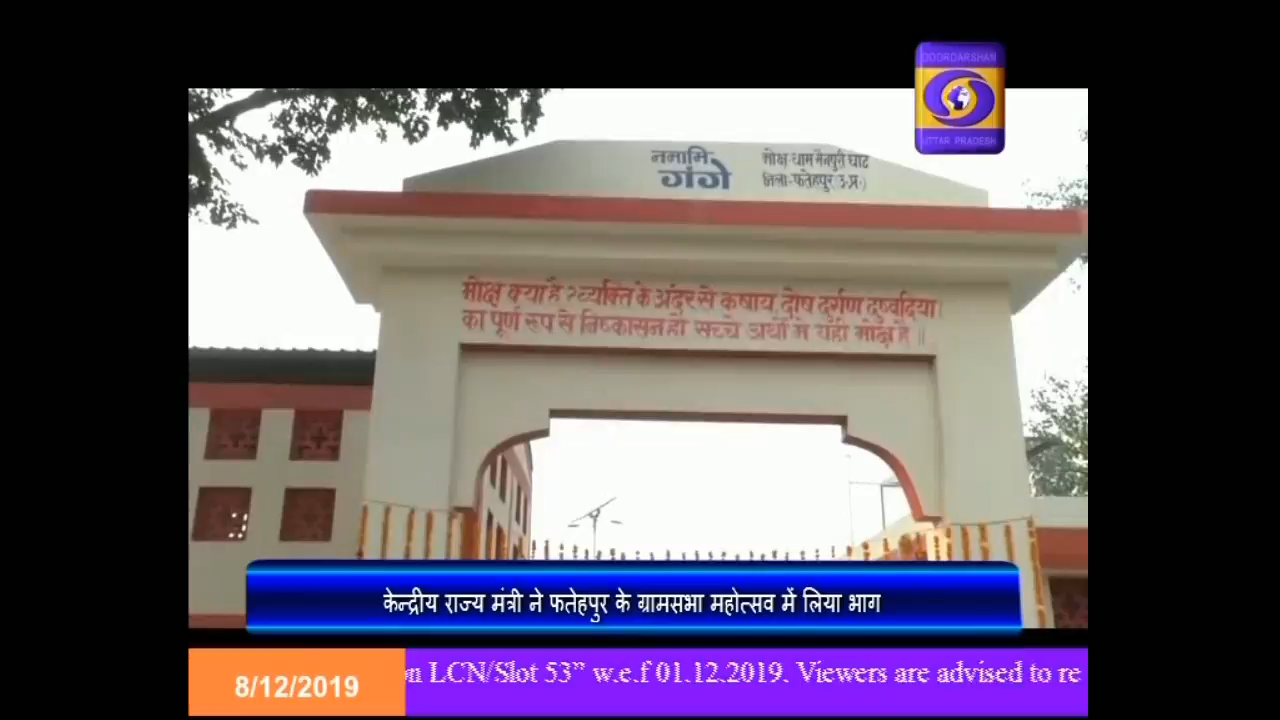 DOORDARSHAN
UTTAR PRADESH
नमामि
गंगे
मोक्ष धाम मैनपुरी घाट
जिला-फतेहपुर (उ.प्र.)
मोक्ष क्या है ? व्यक्ति के अंदर से कषाय, दोष दुर्गुण
का पूर्ण रूप से निष्कासन हो सच्चे अर्थो मे यही मोक्ष है ॥
केन्द्रीय राज्य मंत्री ने फतेहपुर के ग्रामसभा महोत्सव में लिया भाग
8/12/2019
on LCN/Slot 53” w.e.f 01.12.2019. Viewers are advised to re